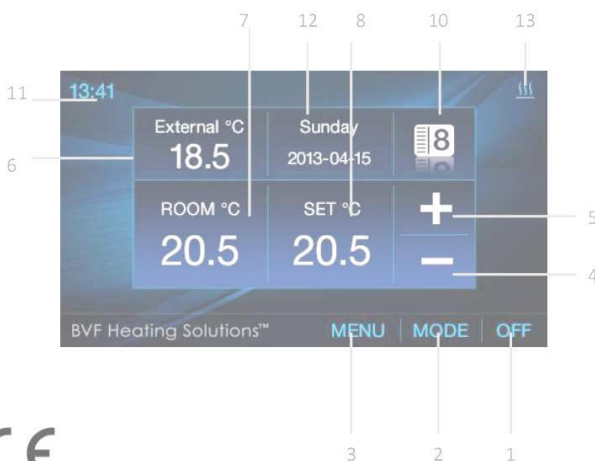 7 12 8 10 13
11 13:41
External °C Sunday 8
6 18.5 2013-04-15
ROOM °C SET °C + 5
20.5 20.5 − 4
BVF Heating Solutions™ MENU MODE OFF
CE
3 2 1